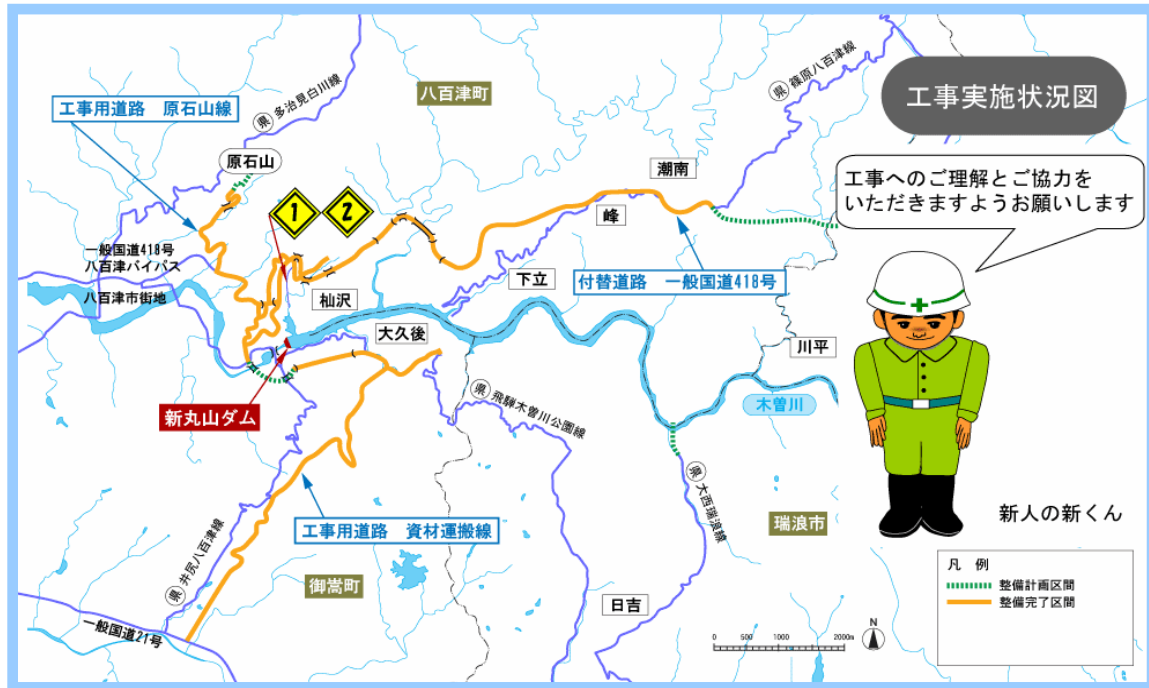 工事実施状況図
工事へのご理解とご協力を
いただきますようお願いします
新人の新くん
工事用道路 原石山線
県 多治見白川線
八百津町
県 篠原八百津線
原石山
1
2
潮南
峰
一般国道418号
八百津バイパス
八百津市街地
杣沢
下立
付替道路 一般国道418号
大久後
川平
新丸山ダム
県 飛騨木曽川公園線
木曽川
県 大西瑞浪線
工事用道路 資材運搬線
瑞浪市
県 井尻八百津線
御嵩町
日吉
一般国道21号
凡 例
整備計画区間
整備完了区間
0 500 1000 2000m
N